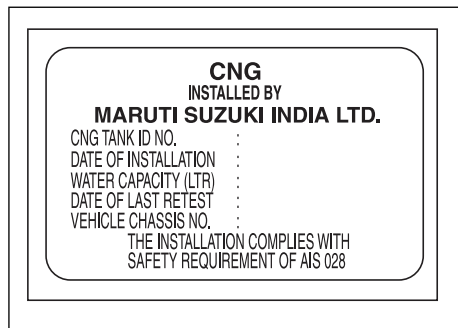 CNG
INSTALLED BY
MARUTI SUZUKI INDIA LTD.
CNG TANK ID NO. :
DATE OF INSTALLATION :
WATER CAPACITY (LTR) :
DATE OF LAST RETEST :
VEHICLE CHASSIS NO. :
THE INSTALLATION COMPLIES WITH
SAFETY REQUIREMENT OF AIS 028